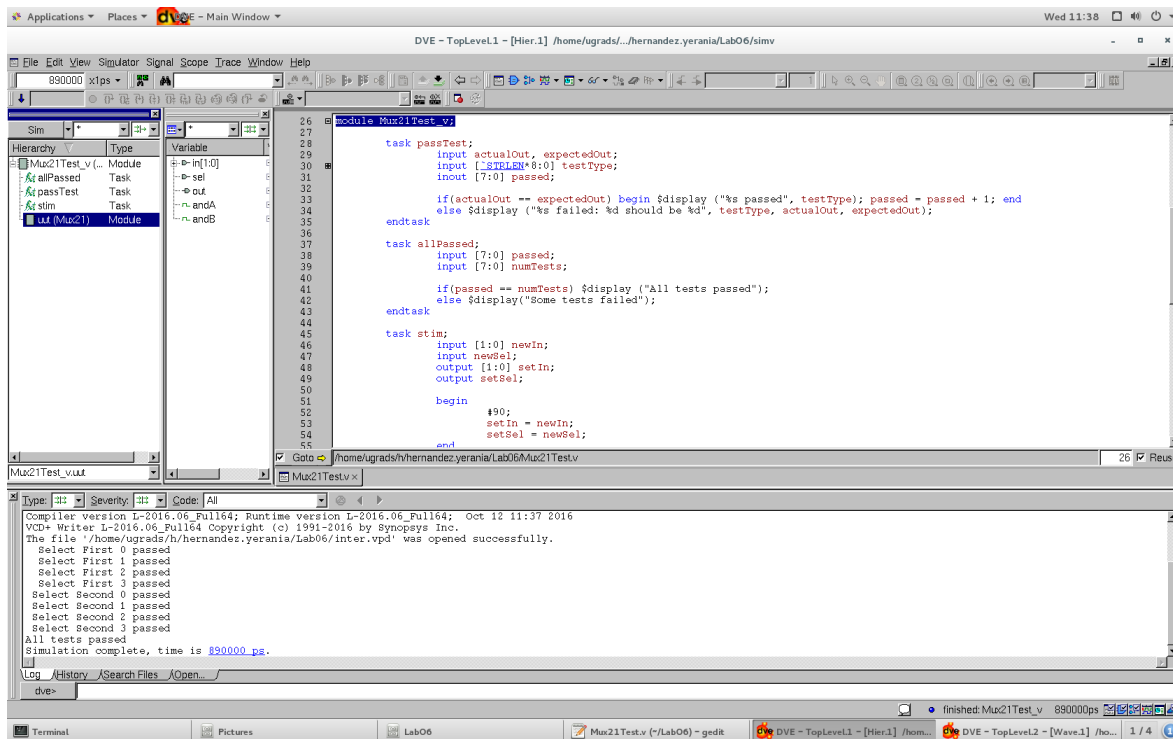 Applications Places DVE - Main Window Wed 11:38
DVE - TopLevel.1 - [Hier.1] /home/ugrads/.../hernandez.yerania/Lab06/simv
File Edit View Simulator Signal Scope Trace Window Help
890000 x1ps
1
Sim *
*
Hierarchy Type
Variable
Mux21Test_v (... Module
allPassed Task
passTest Task
stim Task
uut (Mux21) Module
in[1:0]
sel
out
andA
andB
26 module Mux21Test_v;
27
28 task passTest;
29 input actualOut, expectedOut;
30 input [`STRLEN*8:0] testType;
31 inout [7:0] passed;
32
33 if(actualOut == expectedOut) begin $display ("%s passed", testType); passed = passed + 1; end
34 else $display ("%s failed: %d should be %d", testType, actualOut, expectedOut);
35 endtask
36
37 task allPassed;
38 input [7:0] passed;
39 input [7:0] numTests;
40
41 if(passed == numTests) $display ("All tests passed");
42 else $display("Some tests failed");
43 endtask
44
45 task stim;
46 input [1:0] newIn;
47 input newSel;
48 output [1:0] setIn;
49 output setSel;
50
51 begin
52 #90;
53 setIn = newIn;
54 setSel = newSel;
55 end
Goto /home/ugrads/h/hernandez.yerania/Lab06/Mux21Test.v 26 Reus
Mux21Test_v.uut
Mux21Test.v
Type: Severity: Code: All
Compiler version L-2016.06_Full64; Runtime version L-2016.06_Full64; Oct 12 11:37 2016
VCD+ Writer L-2016.06_Full64 Copyright (c) 1991-2016 by Synopsys Inc.
The file '/home/ugrads/h/hernandez.yerania/Lab06/inter.vpd' was opened successfully.
Select First 0 passed
Select First 1 passed
Select First 2 passed
Select First 3 passed
Select Second 0 passed
Select Second 1 passed
Select Second 2 passed
Select Second 3 passed
All tests passed
Simulation complete, time is 890000 ps.
Log History Search Files Open...
dve>
finished: Mux21Test_v 890000ps
Terminal Pictures Lab06 Mux21Test.v (~/Lab06) - gedit DVE - TopLevel.1 - [Hier.1] /hom... DVE - TopLevel.2 - [Wave.1] /ho... 1 / 4